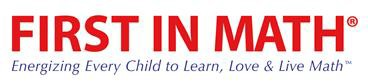 FIRST IN MATH®
Energizing Every Child to Learn, Love & Live Math™